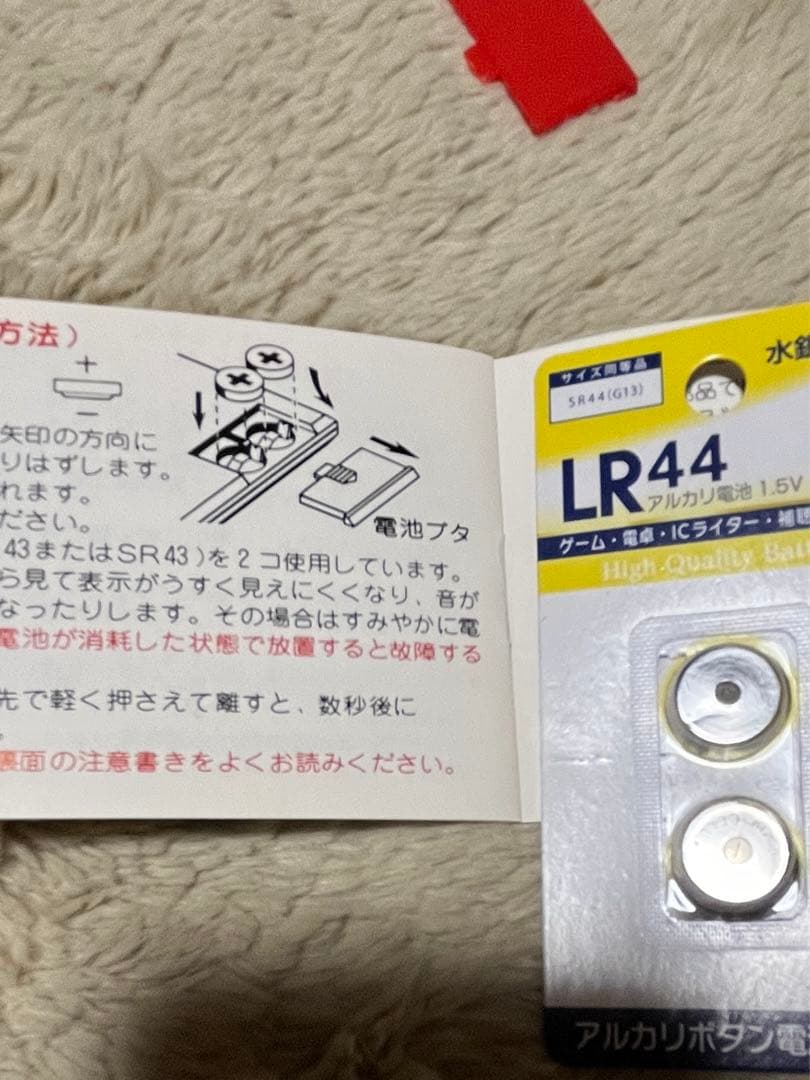 方法)
+
−
矢印の方向に
りはずします。
れます。
ださい。
電池ブタ
43またはSR43)を2コ使用しています。
ら見て表示がうすく見えにくくなり、音が
なったりします。その場合はすみやかに電
電池が消耗した状態で放置すると故障する
先で軽く押さえて離すと、数秒後に
。
裏面の注意書きをよくお読みください。
サイズ同等品
SR44(G13)
品て
水銀
LR44
アルカリ電池 1.5V
ゲーム・電卓・ICライター・補聴
High-Quality Bat
アルカリボタン電